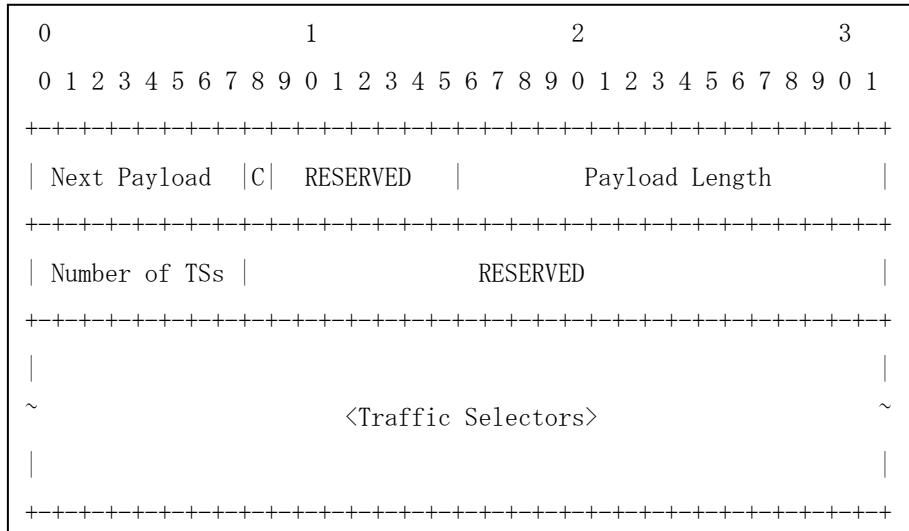 0                   1                   2                   3
0 1 2 3 4 5 6 7 8 9 0 1 2 3 4 5 6 7 8 9 0 1 2 3 4 5 6 7 8 9 0 1
+-+-+-+-+-+-+-+-+-+-+-+-+-+-+-+-+-+-+-+-+-+-+-+-+-+-+-+-+-+-+-+-+
| Next Payload  |C|  RESERVED   |         Payload Length        |
+-+-+-+-+-+-+-+-+-+-+-+-+-+-+-+-+-+-+-+-+-+-+-+-+-+-+-+-+-+-+-+-+
| Number of TSs |                 RESERVED                      |
+-+-+-+-+-+-+-+-+-+-+-+-+-+-+-+-+-+-+-+-+-+-+-+-+-+-+-+-+-+-+-+-+
|                                                               |
~                       <Traffic Selectors>                     ~
|                                                               |
+-+-+-+-+-+-+-+-+-+-+-+-+-+-+-+-+-+-+-+-+-+-+-+-+-+-+-+-+-+-+-+-+